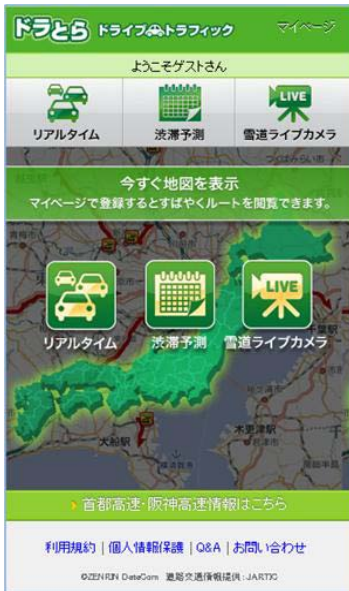 ドラとら ドライブ トラフィック マイページ
ようこそゲストさん
リアルタイム 渋滞予測 雪道ライブカメラ
LIVE
今すぐ地図を表示
マイページで登録するとすばやくルートを閲覧できます。
LIVE
リアルタイム 渋滞予測 雪道ライブカメラ
千葉駅
木更津駅
大船駅
首都高速・阪神高速情報はこちら
利用規約 | 個人情報保護 | Q&A | お問い合わせ
©ZENRIN DataCom 道路交通情報提供：JARTIC